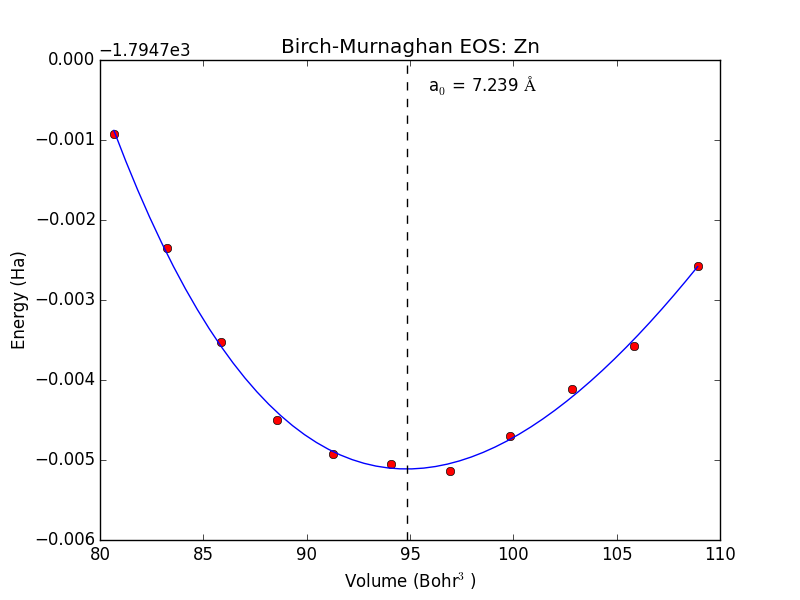 Birch-Murnaghan EOS: Zn
−1.7947e3
a₀ = 7.239 Å
0.000
−0.001
−0.002
−0.003
−0.004
−0.005
−0.006
Energy (Ha)
80 85 90 95 100 105 110
Volume (Bohr³ )